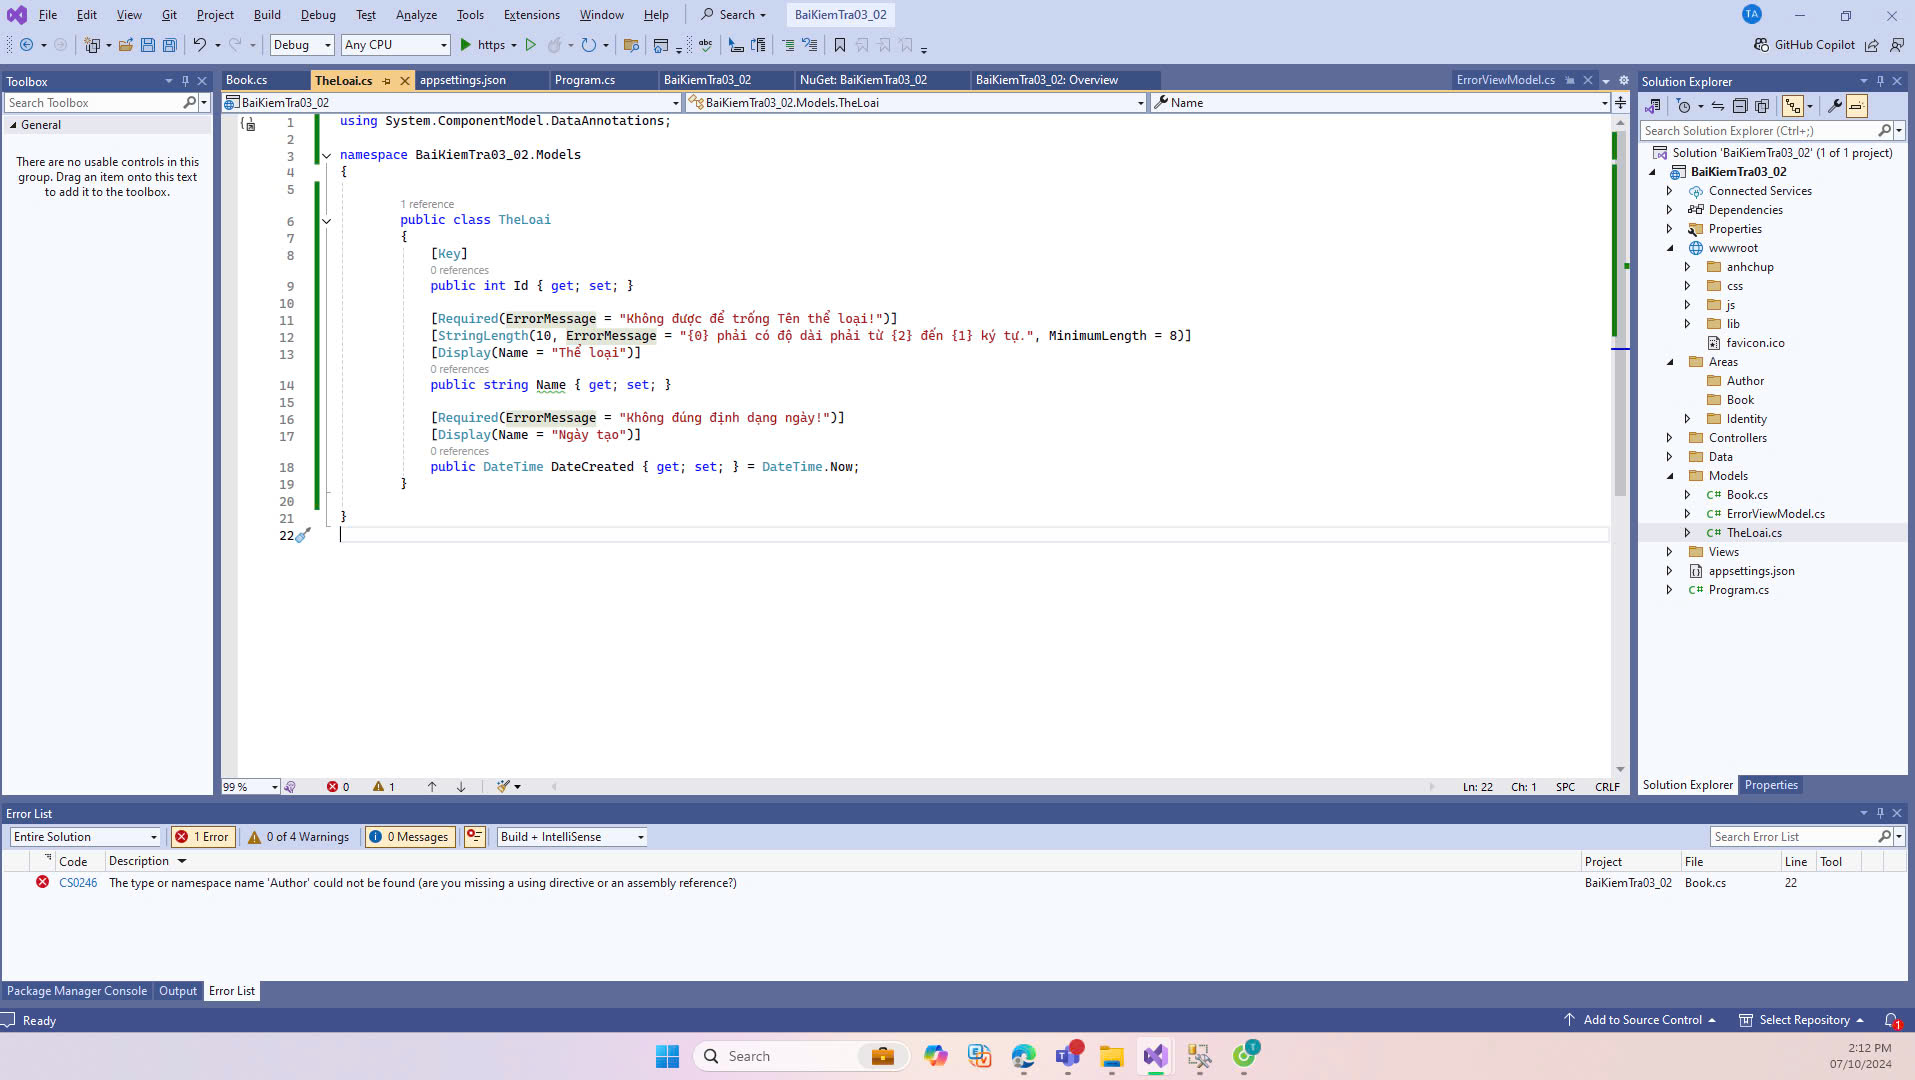 File Edit View Git Project Build Debug Test Analyze Tools Extensions Window Help Search BaiKiemTra03_02 TA
Debug Any CPU https GitHub Copilot
Toolbox
Search Toolbox
General
There are no usable controls in this
group. Drag an item onto this text
to add it to the toolbox.
Book.cs TheLoai.cs appsettings.json Program.cs BaiKiemTra03_02 NuGet: BaiKiemTra03_02 BaiKiemTra03_02: Overview ErrorViewModel.cs
BaiKiemTra03_02 BaiKiemTra03_02.Models.TheLoai Name
1 using System.ComponentModel.DataAnnotations;
2
3 namespace BaiKiemTra03_02.Models
4 {
5
1 reference
6 public class TheLoai
7 {
8 [Key]
0 references
9 public int Id { get; set; }
10
11 [Required(ErrorMessage = "Không được để trống Tên thể loại!")]
12 [StringLength(10, ErrorMessage = "{0} phải có độ dài phải từ {2} đến {1} ký tự.", MinimumLength = 8)]
13 [Display(Name = "Thể loại")]
0 references
14 public string Name { get; set; }
15
16 [Required(ErrorMessage = "Không đúng định dạng ngày!")]
17 [Display(Name = "Ngày tạo")]
0 references
18 public DateTime DateCreated { get; set; } = DateTime.Now;
19 }
20
21 }
22
99 % 0 1 Ln: 22 Ch: 1 SPC CRLF
Solution Explorer
Search Solution Explorer (Ctrl+;)
Solution 'BaiKiemTra03_02' (1 of 1 project)
BaiKiemTra03_02
Connected Services
Dependencies
Properties
wwwroot
anhchup
css
js
lib
favicon.ico
Areas
Author
Book
Identity
Controllers
Data
Models
C# Book.cs
C# ErrorViewModel.cs
C# TheLoai.cs
Views
appsettings.json
C# Program.cs
Solution Explorer Properties
Error List
Entire Solution 1 Error 0 of 4 Warnings 0 Messages Build + IntelliSense Search Error List
Code Description Project File Line Tool
CS0246 The type or namespace name 'Author' could not be found (are you missing a using directive or an assembly reference?) BaiKiemTra03_02 Book.cs 22
Package Manager Console Output Error List
Ready Add to Source Control Select Repository 1
Search T 2:12 PM
07/10/2024